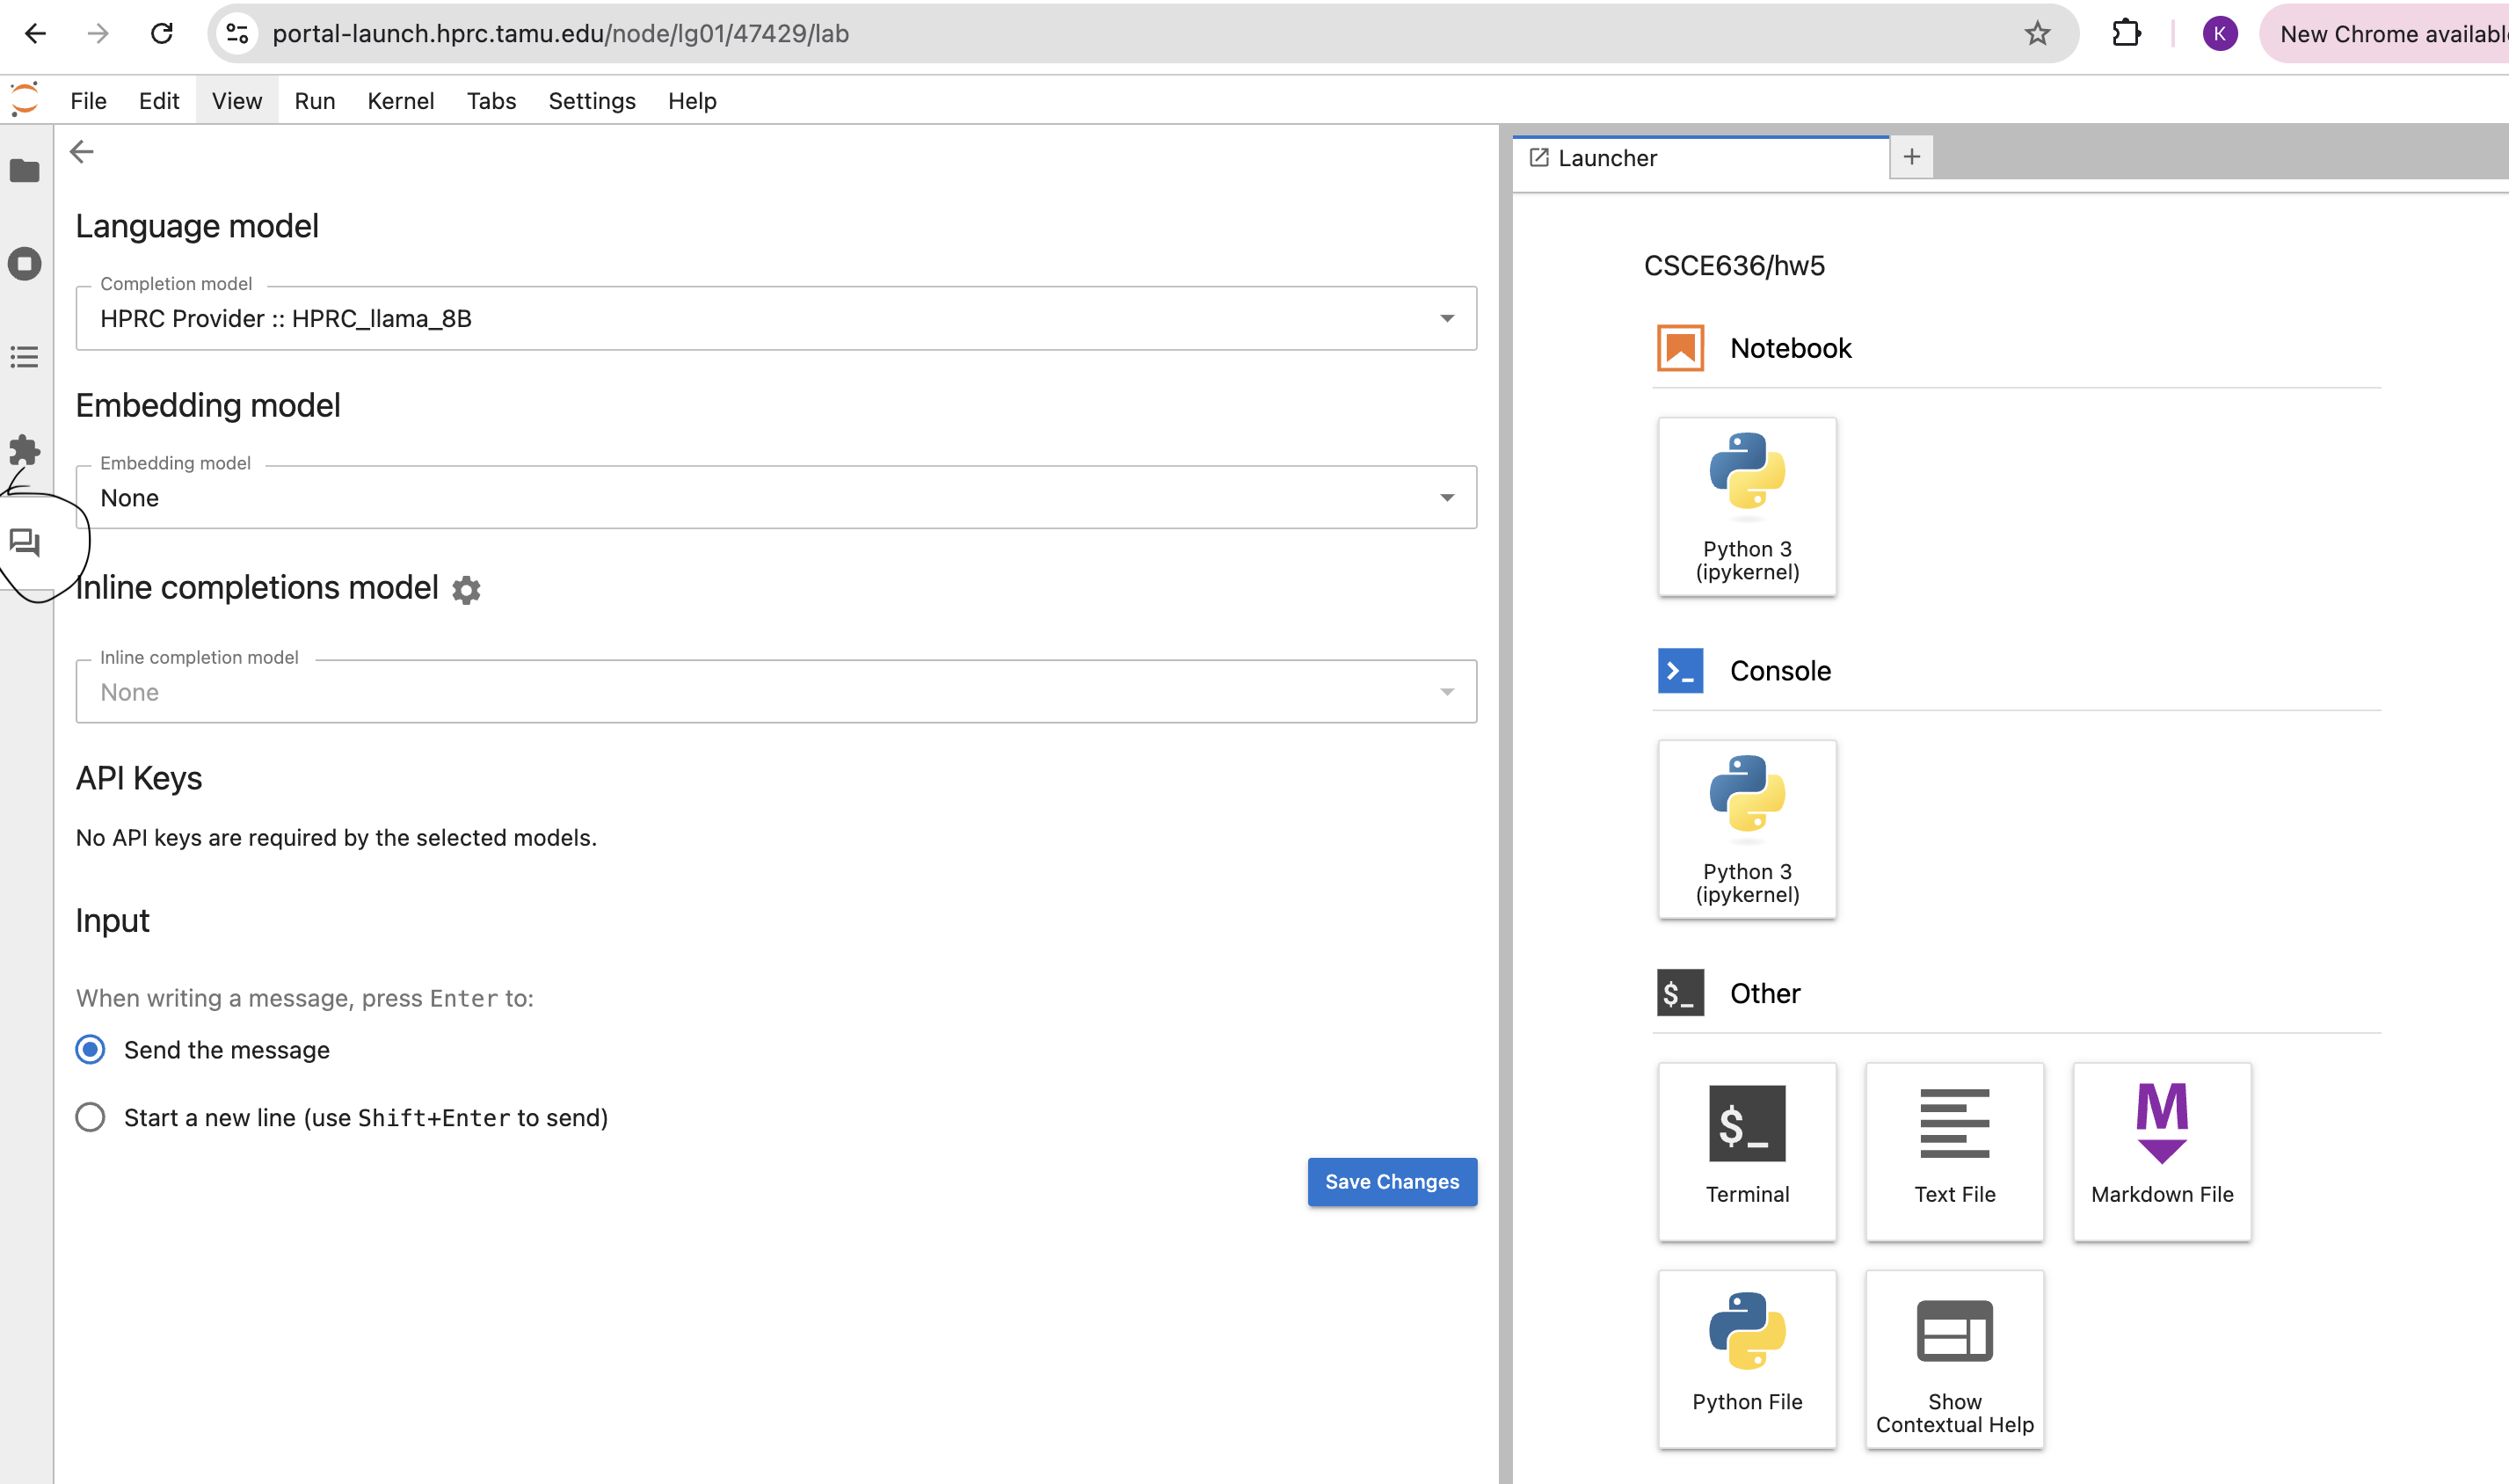 portal-launch.hprc.tamu.edu/node/lg01/47429/lab
K
New Chrome availabl
File Edit View Run Kernel Tabs Settings Help
Language model
Completion model
HPRC Provider :: HPRC_llama_8B
Embedding model
Embedding model
None
Inline completions model
Inline completion model
None
API Keys
No API keys are required by the selected models.
Input
When writing a message, press Enter to:
Send the message
Start a new line (use Shift+Enter to send)
Save Changes
Launcher
CSCE636/hw5
Notebook
Python 3
(ipykernel)
Console
Python 3
(ipykernel)
$_ Other
$_
Terminal
Text File
M
Markdown File
Python File
Show
Contextual Help